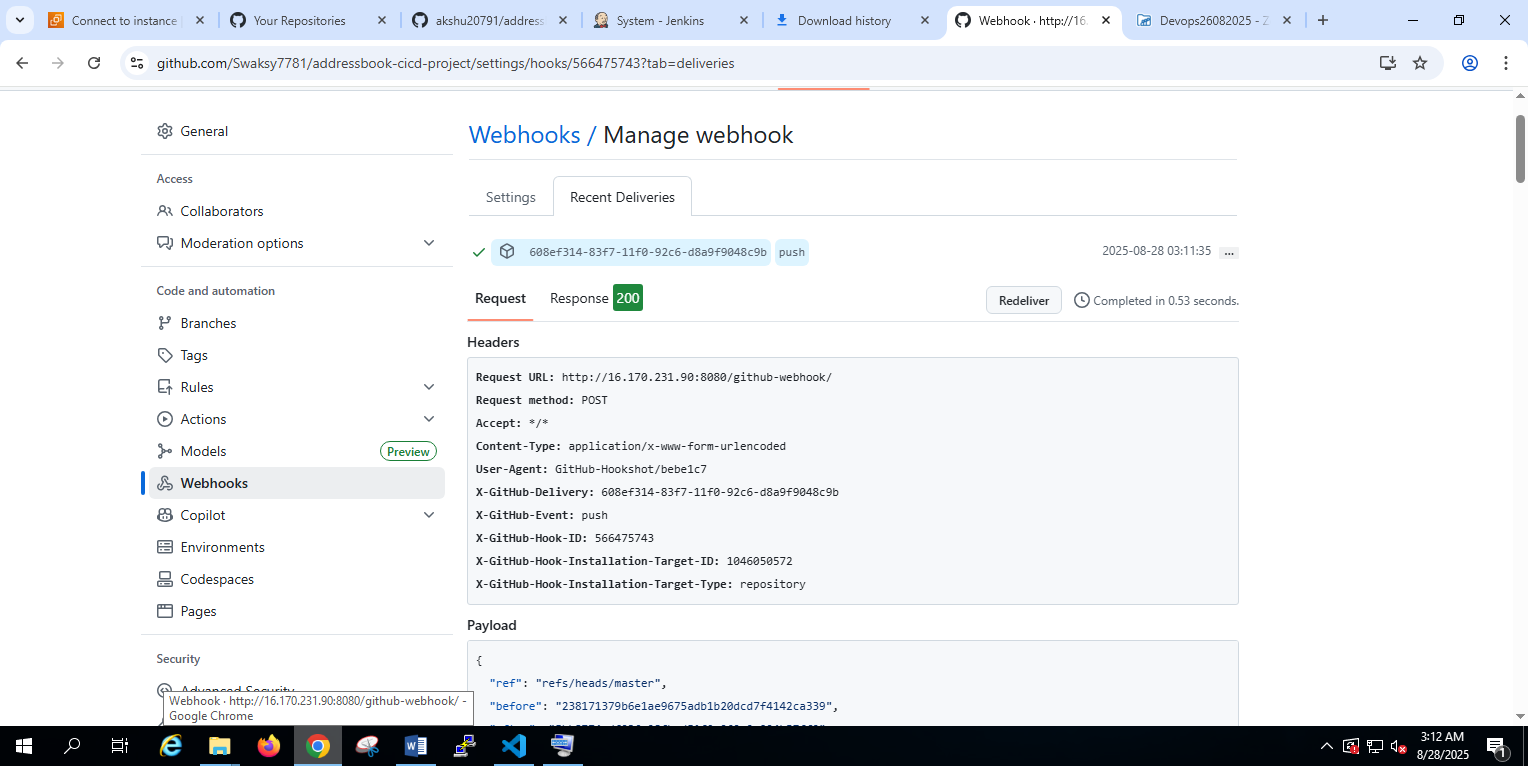 Connect to instance
Your Repositories
akshu20791/address
System - Jenkins
Download history
Webhook · http://16.
Devops26082025 - Z
github.com/Swaksy7781/addressbook-cicd-project/settings/hooks/566475743?tab=deliveries
General
Access
Collaborators
Moderation options
Code and automation
Branches
Tags
Rules
Actions
Models Preview
Webhooks
Copilot
Environments
Codespaces
Pages
Security
Advanced Security
Webhooks / Manage webhook
Settings Recent Deliveries
608ef314-83f7-11f0-92c6-d8a9f9048c9b push 2025-08-28 03:11:35 ...
Request Response 200 Redeliver Completed in 0.53 seconds.
Headers
Request URL: http://16.170.231.90:8080/github-webhook/
Request method: POST
Accept: */*
Content-Type: application/x-www-form-urlencoded
User-Agent: GitHub-Hookshot/bebe1c7
X-GitHub-Delivery: 608ef314-83f7-11f0-92c6-d8a9f9048c9b
X-GitHub-Event: push
X-GitHub-Hook-ID: 566475743
X-GitHub-Hook-Installation-Target-ID: 1046050572
X-GitHub-Hook-Installation-Target-Type: repository
Payload
{
"ref": "refs/heads/master",
"before": "238171379b6e1ae9675adb1b20dcd7f4142ca339",
Webhook · http://16.170.231.90:8080/github-webhook/ -
Google Chrome
3:12 AM
8/28/2025
1